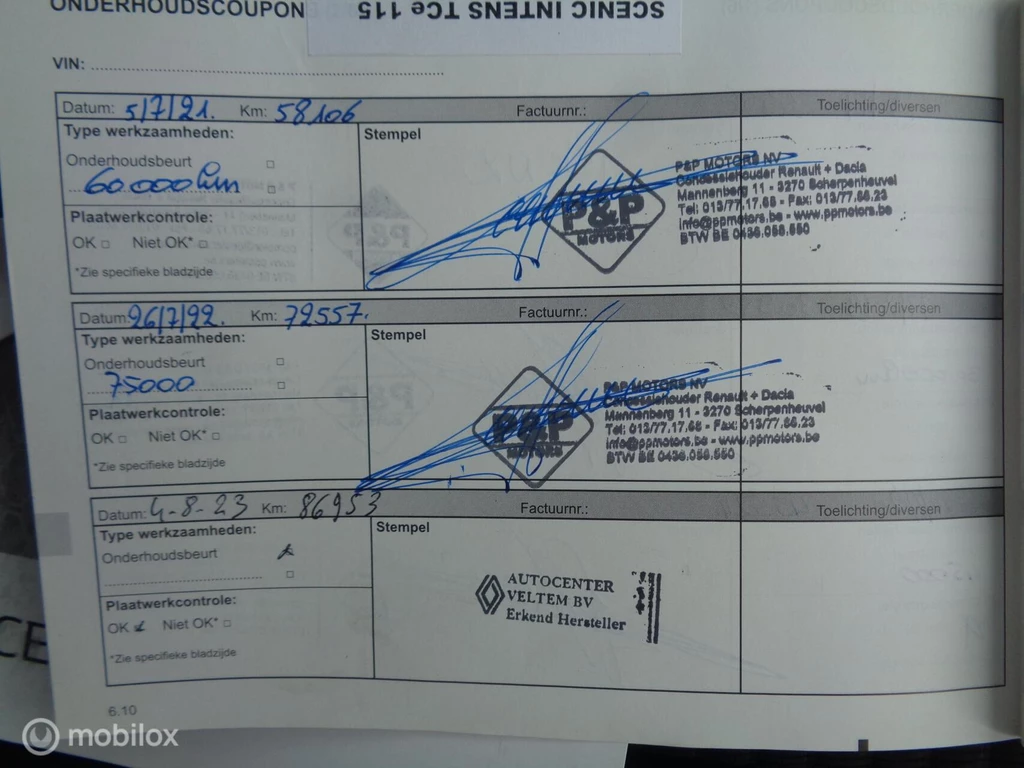 ONDERHOUDSCOUPON
SCENIC INTENS TCe 115
VIN:
Datum: 5/7/21. Km: 58106 Factuurnr.: Toelichting/diversen
Type werkzaamheden:
Stempel
Onderhoudsbeurt
60.000 km
Plaatwerkcontrole:
OK Niet OK*
*Zie specifieke bladzijde
P&P
MOTORS
P&P MOTORS NV
Concessiehouder Renault + Dacia
Mannenberg 11 - 3270 Scherpenheuvel
Tel: 013/77.17.68 - Fax: 013/77.66.23
info@ppmotors.be - www.ppmotors.be
BTW BE 0436.056.550
Datum: 26/7/22. Km: 72557. Factuurnr.: Toelichting/diversen
Type werkzaamheden:
Stempel
Onderhoudsbeurt
75000
Plaatwerkcontrole:
OK Niet OK*
*Zie specifieke bladzijde
P&P
MOTORS
P&P MOTORS NV
Concessiehouder Renault + Dacia
Mannenberg 11 - 3270 Scherpenheuvel
Tel: 013/77.17.68 - Fax: 013/77.66.23
info@ppmotors.be - www.ppmotors.be
BTW BE 0436.056.550
Datum: 4-8-23 Km: 86953 Factuurnr.: Toelichting/diversen
Type werkzaamheden:
Stempel
Onderhoudsbeurt
Plaatwerkcontrole:
OK Niet OK*
*Zie specifieke bladzijde
AUTOCENTER
VELTEM BV
Erkend Hersteller
6.10
mobilox